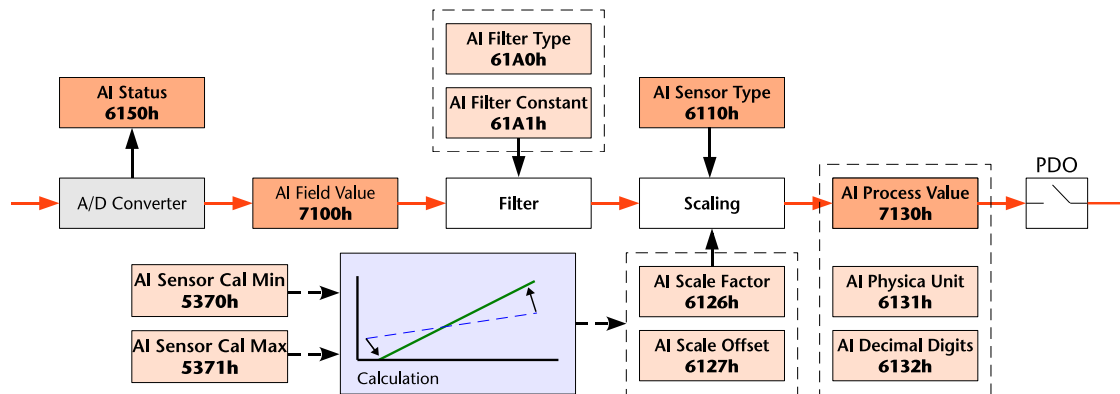 AI Filter Type
61A0h
AI Status
6150h
AI Filter Constant
61A1h
AI Sensor Type
6110h
PDO
A/D Converter
AI Field Value
7100h
Filter
Scaling
AI Process Value
7130h
AI Sensor Cal Min
5370h
AI Scale Factor
6126h
AI Physica Unit
6131h
AI Sensor Cal Max
5371h
AI Scale Offset
6127h
AI Decimal Digits
6132h
Calculation